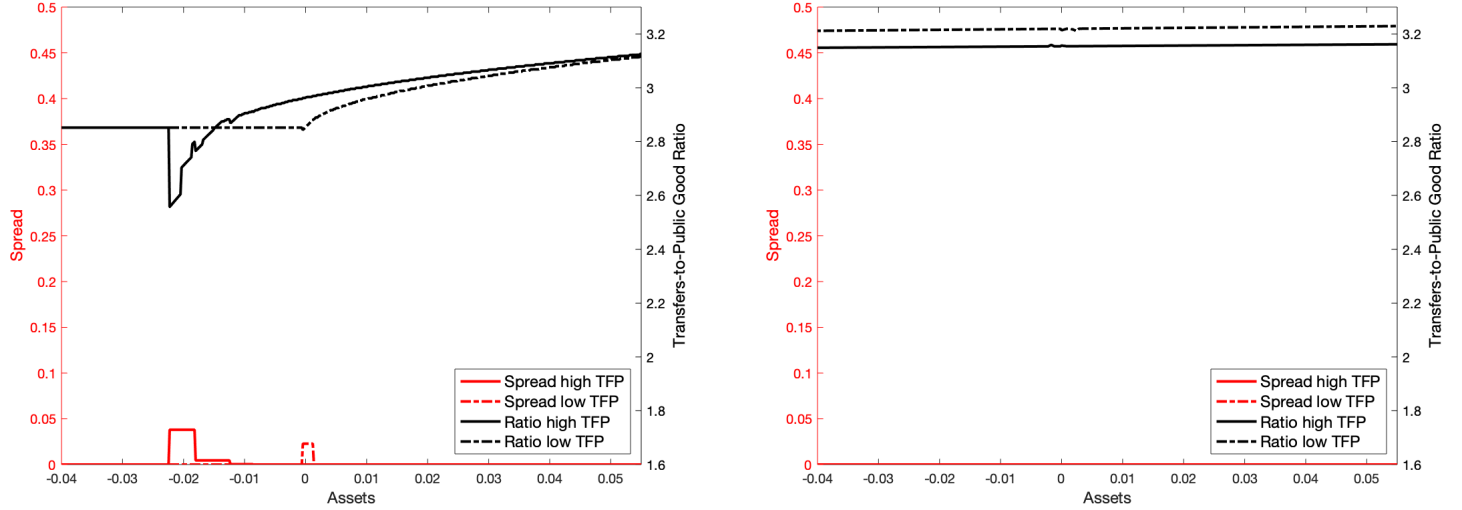 0.5
0.45
0.4
0.35
0.3
0.25
0.2
0.15
0.1
0.05
0
Spread
3.2
3
2.8
2.6
2.4
2.2
2
1.8
1.6
Transfers-to-Public Good Ratio
Spread high TFP
Spread low TFP
Ratio high TFP
Ratio low TFP
-0.04 -0.03 -0.02 -0.01 0 0.01 0.02 0.03 0.04 0.05
Assets
0.5
0.45
0.4
0.35
0.3
0.25
0.2
0.15
0.1
0.05
0
Spread
3.2
3
2.8
2.6
2.4
2.2
2
1.8
1.6
Transfers-to-Public Good Ratio
Spread high TFP
Spread low TFP
Ratio high TFP
Ratio low TFP
-0.04 -0.03 -0.02 -0.01 0 0.01 0.02 0.03 0.04 0.05
Assets